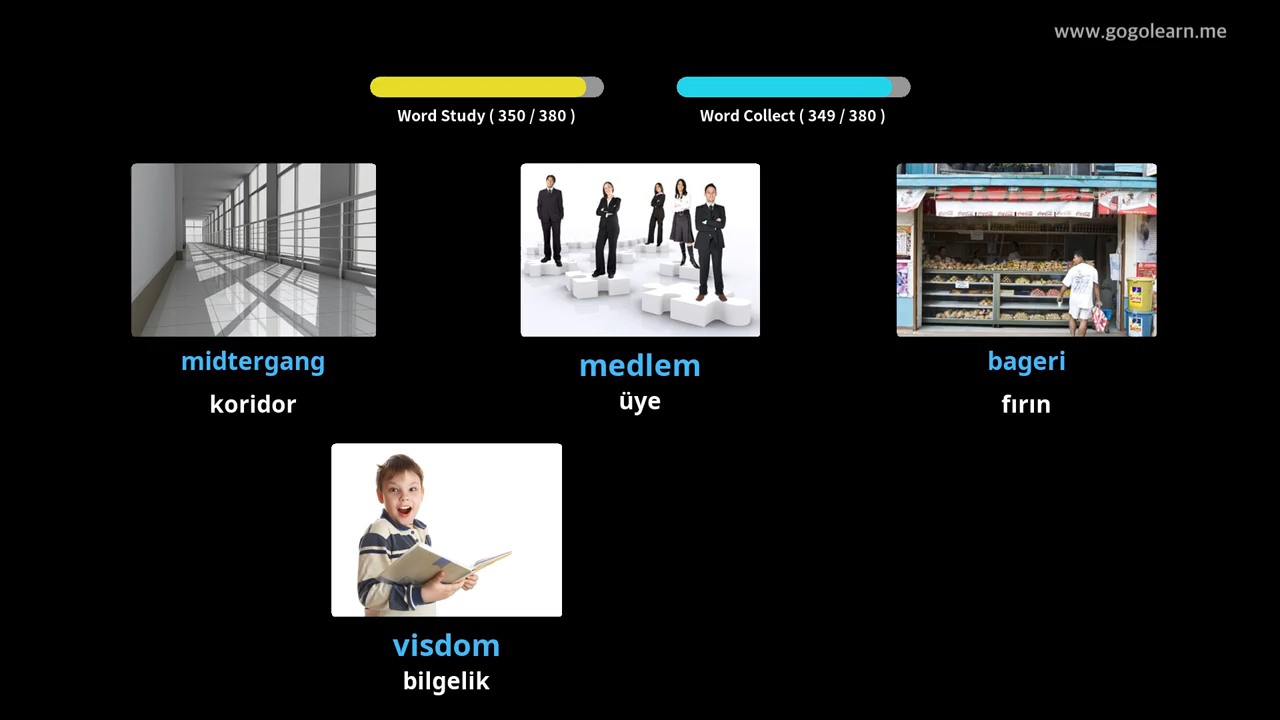 www.gogolearn.me
Word Study ( 350 / 380 )
Word Collect ( 349 / 380 )
midtergang
medlem
bageri
koridor
üye
fırın
visdom
bilgelik